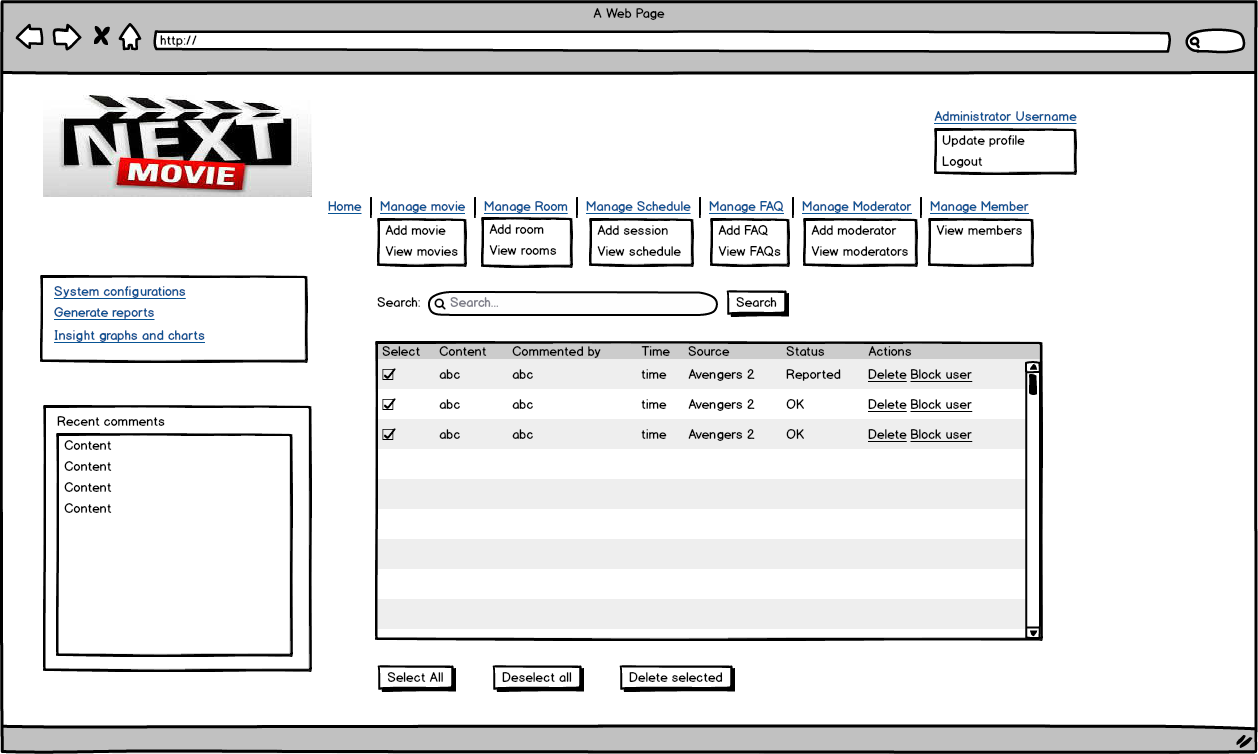 A Web Page
http://
NEXT
MOVIE
Administrator Username
Update profile
Logout
Home Manage movie Manage Room Manage Schedule Manage FAQ Manage Moderator Manage Member
Add movie Add room Add session Add FAQ Add moderator View members
View movies View rooms View schedule View FAQs View moderators
System configurations
Generate reports
Insight graphs and charts
Search: Search... Search
Select Content Commented by Time Source Status Actions
abc abc time Avengers 2 Reported Delete Block user
abc abc time Avengers 2 OK Delete Block user
abc abc time Avengers 2 OK Delete Block user
Recent comments
Content
Content
Content
Content
Select All Deselect all Delete selected